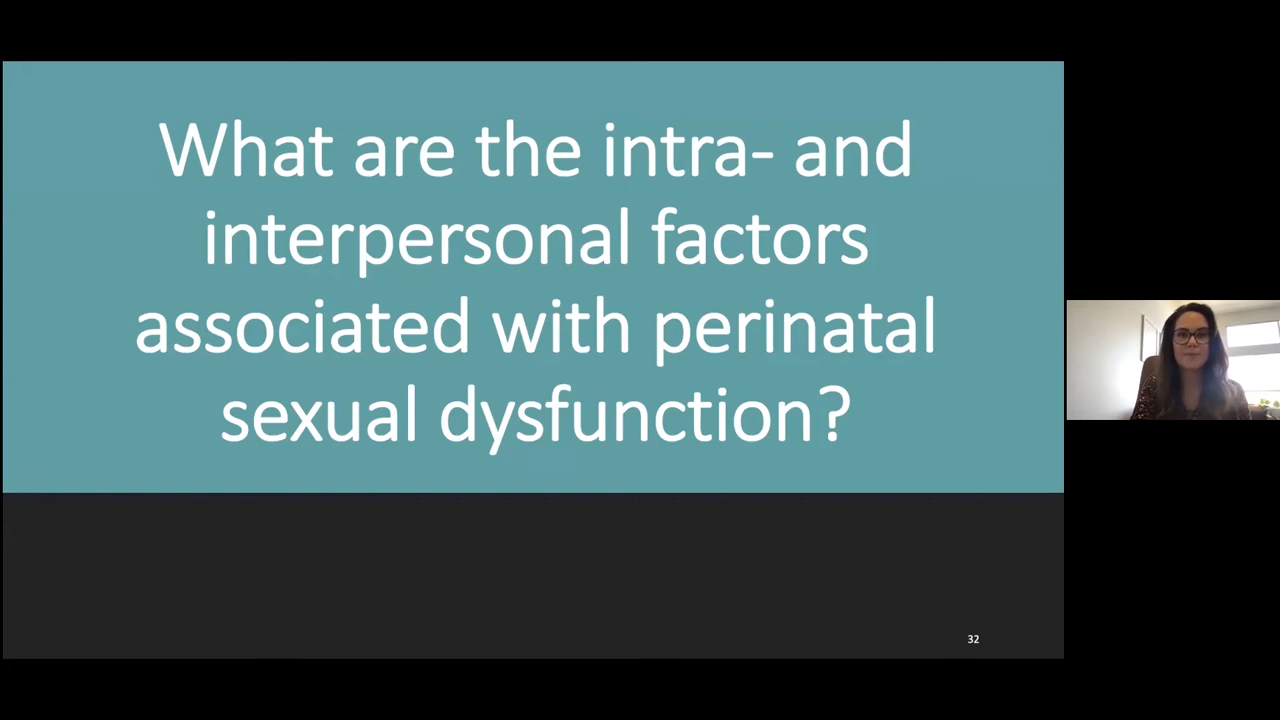 What are the intra- and
interpersonal factors
associated with perinatal
sexual dysfunction?
32